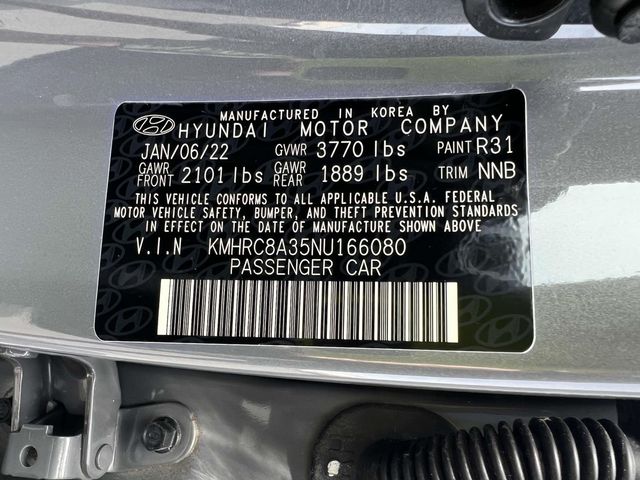 MANUFACTURED IN KOREA BY
HYUNDAI MOTOR COMPANY
JAN/06/22 GVWR 3770 lbs PAINT R31
GAWR FRONT 2101 lbs GAWR REAR 1889 lbs TRIM NNB
THIS VEHICLE CONFORMS TO ALL APPLICABLE U.S.A. FEDERAL
MOTOR VEHICLE SAFETY, BUMPER, AND THEFT PREVENTION STANDARDS
IN EFFECT ON THE DATE OF MANUFACTURE SHOWN ABOVE
V.I.N KMHRC8A35NU166080
PASSENGER CAR